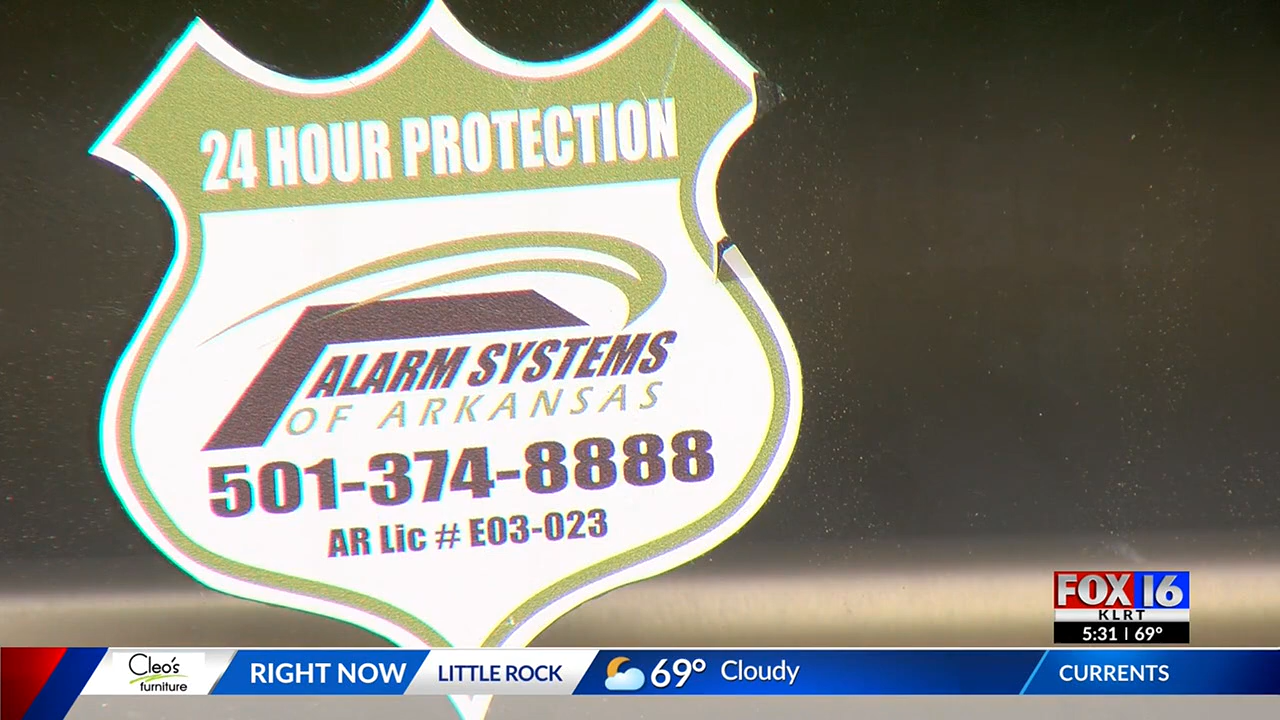 24 HOUR PROTECTION
ALARM SYSTEMS
OF ARKANSAS
501-374-8888
AR Lic # E03-023
FOX 16
KLRT
5:31 | 69°
Cleo's
furniture
RIGHT NOW
LITTLE ROCK
69° Cloudy
CURRENTS